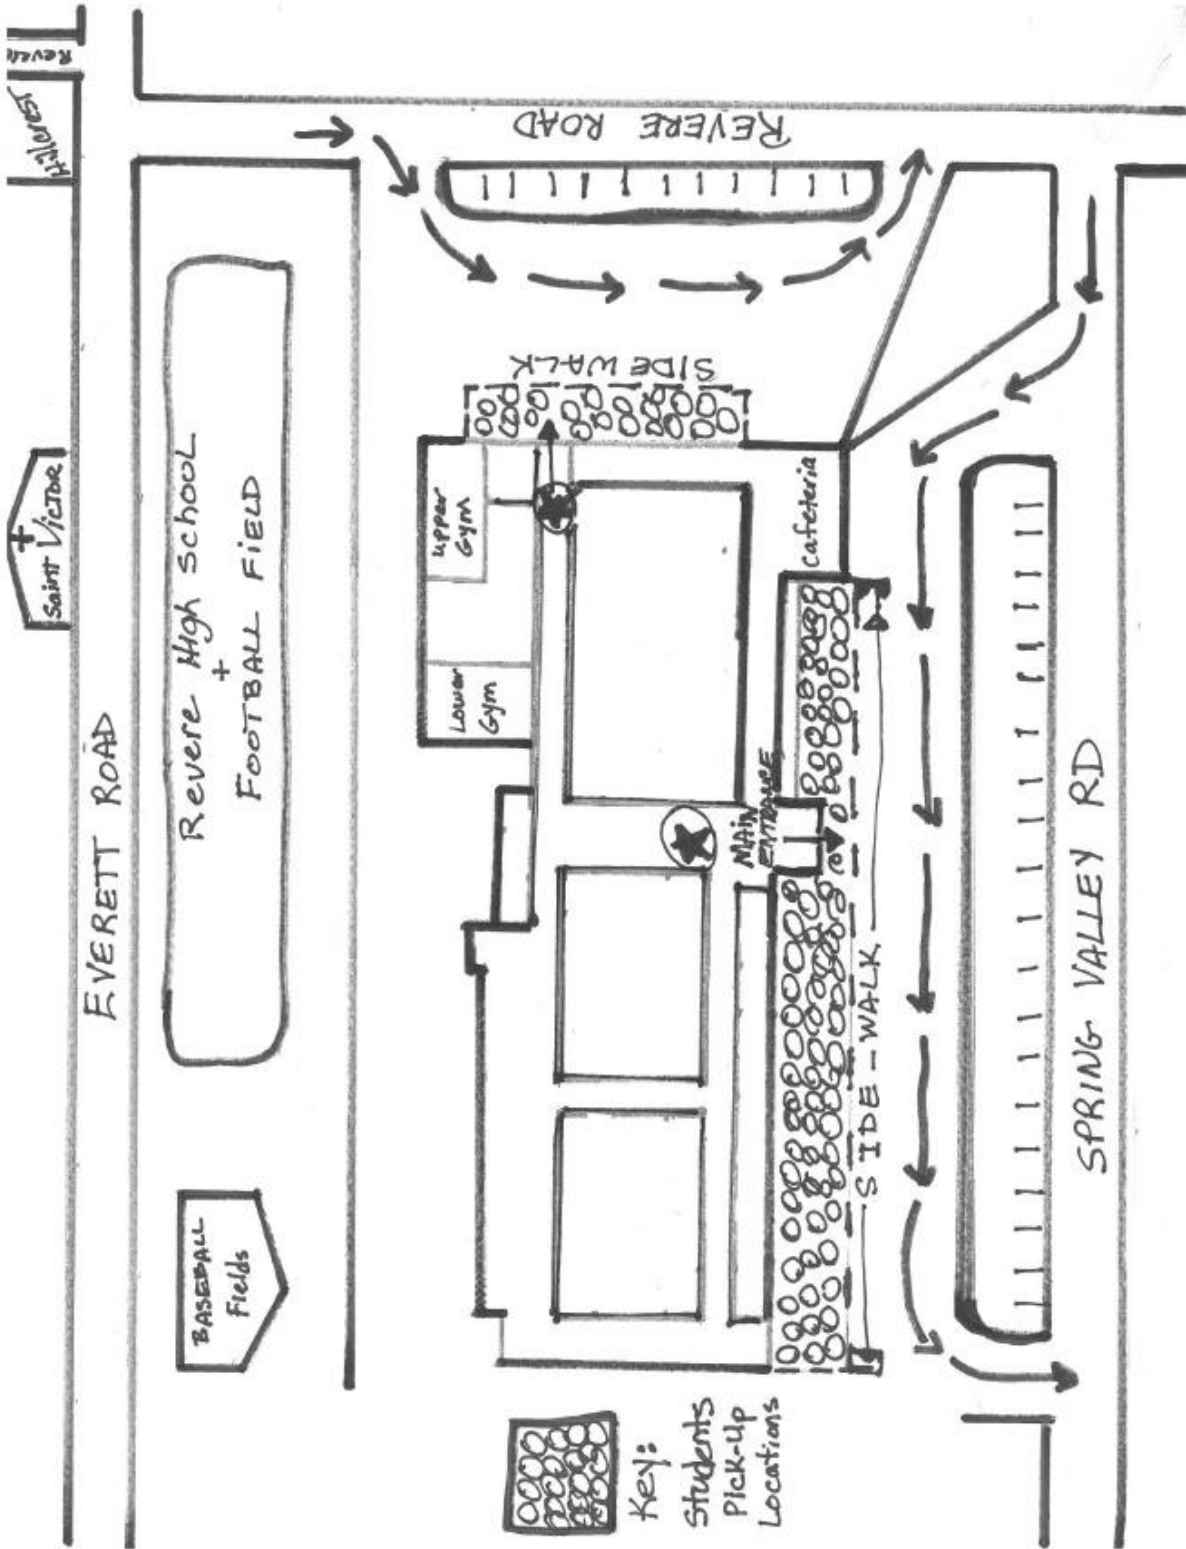 Hillcrest
REVERE ROAD
Saint Victor
EVERETT ROAD
Revere High School
+
FOOTBALL FIELD
BASEBALL
Fields
SIDE WALK
upper
Gym
Lower
Gym
cafeteria
MAIN
ENTRANCE
SIDE-WALK
SPRING VALLEY RD
Key:
Students
Pick-Up
Locations